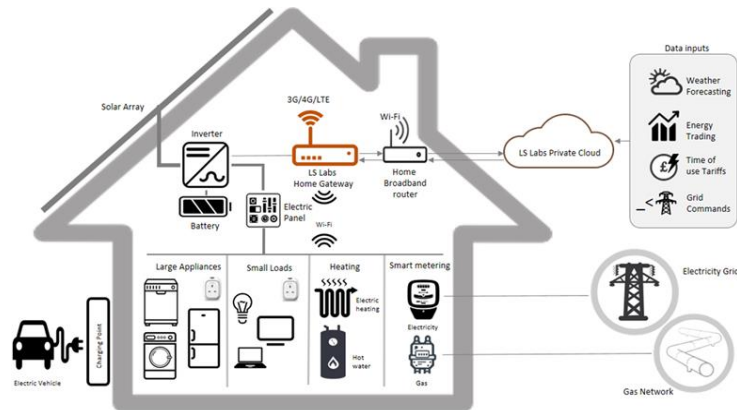 Data inputs
Weather
Forecasting
Energy
Trading
Time of
use Tariffs
Grid
Commands
Solar Array
3G/4G/LTE
Wi-Fi
Inverter
LS Labs
Home Gateway
Home
Broadband
router
LS Labs Private Cloud
Battery
Electric
Panel
Wi-Fi
Large Appliances
Small Loads
Heating
Smart metering
Electric
heating
Electricity
Hot
water
Gas
Electricity Grid
Gas Network
Charging Point
Electric Vehicle